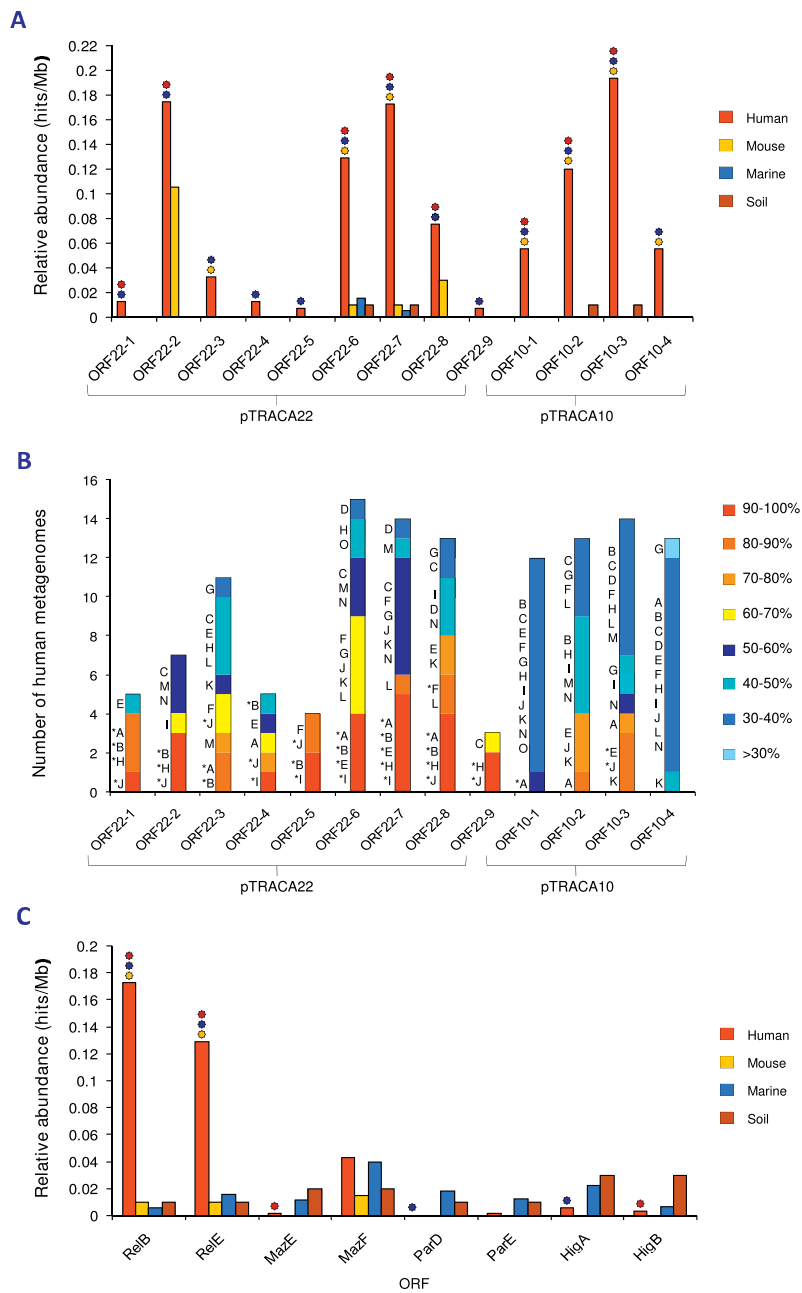 A
Relative abundance (hits/Mb)
0.22
0.2
0.18
0.16
0.14
0.12
0.1
0.08
0.06
0.04
0.02
0
Human
Mouse
Marine
Soil
ORF22-1
ORF22-2
ORF22-3
ORF22-4
ORF22-5
ORF22-6
ORF22-7
ORF22-8
ORF22-9
ORF10-1
ORF10-2
ORF10-3
ORF10-4
pTRACA22
pTRACA10
B
Number of human metagenomes
16
14
12
10
8
6
4
2
0
E
*A
*B
*H
*J
C
M
N
I
*B
*H
*J
G
C
E
H
L
K
F
*J
M
*A
*B
*B
E
A
*J
*I
F
*J
*B
*I
D
H
O
C
M
N
F
G
J
K
L
*A
*B
*E
*I
D
M
C
F
G
J
K
N
L
*A
*B
*E
*H
*I
G
C
I
D
N
E
K
*F
L
*A
*B
*H
*J
C
*H
*J
B
C
E
F
G
H
I
J
K
N
O
*A
C
G
F
L
B
H
I
M
N
E
J
K
A
B
C
D
F
H
L
M
G
I
N
A
*E
*J
K
G
A
B
C
D
E
F
H
I
J
L
N
K
90-100%
80-90%
70-80%
60-70%
50-60%
40-50%
30-40%
>30%
ORF22-1
ORF22-2
ORF22-3
ORF22-4
ORF22-5
ORF22-6
ORF22-7
ORF22-8
ORF22-9
ORF10-1
ORF10-2
ORF10-3
ORF10-4
pTRACA22
pTRACA10
C
Relative abundance (hits/Mb)
0.2
0.18
0.16
0.14
0.12
0.1
0.08
0.06
0.04
0.02
0
Human
Mouse
Marine
Soil
RelB
RelE
MazE
MazF
ParD
ParE
HigA
HigB
ORF